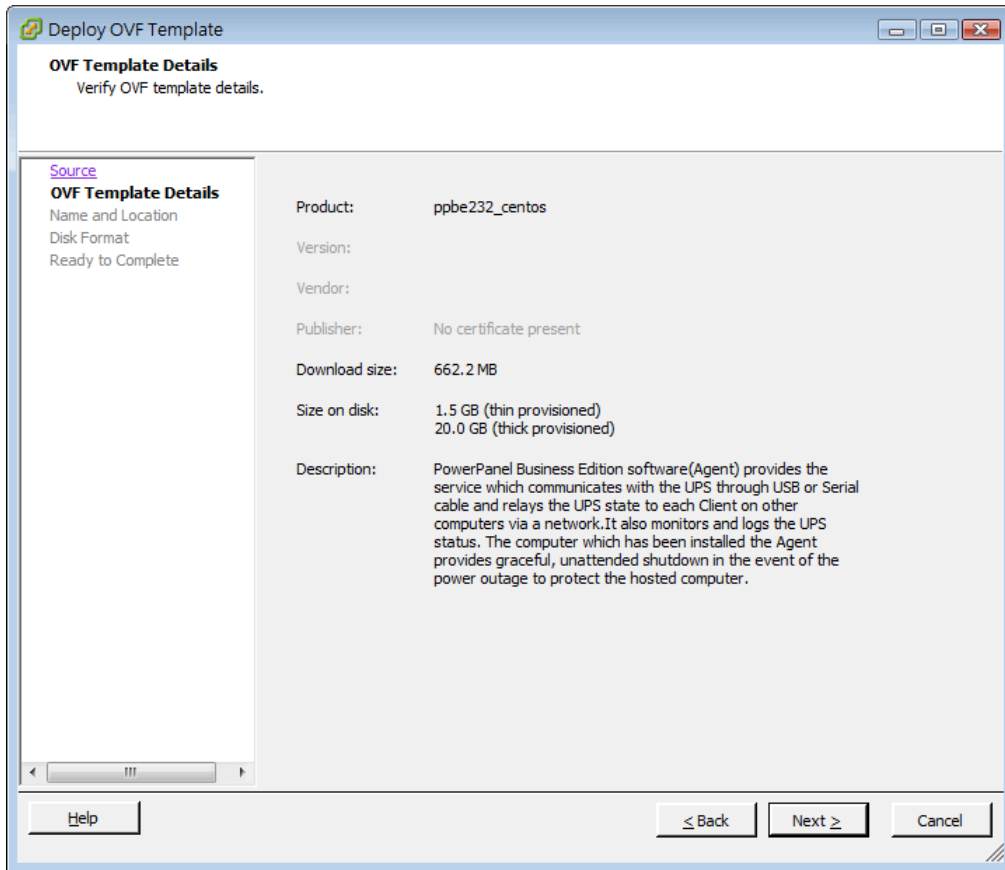 Deploy OVF Template
OVF Template Details
Verify OVF template details.
Source
OVF Template Details
Name and Location
Disk Format
Ready to Complete
Product: ppbe232_centos
Version:
Vendor:
Publisher: No certificate present
Download size: 662.2 MB
Size on disk: 1.5 GB (thin provisioned)
20.0 GB (thick provisioned)
Description: PowerPanel Business Edition software(Agent) provides the
service which communicates with the UPS through USB or Serial
cable and relays the UPS state to each Client on other
computers via a network.It also monitors and logs the UPS
status. The computer which has been installed the Agent
provides graceful, unattended shutdown in the event of the
power outage to protect the hosted computer.
Help
< Back
Next >
Cancel